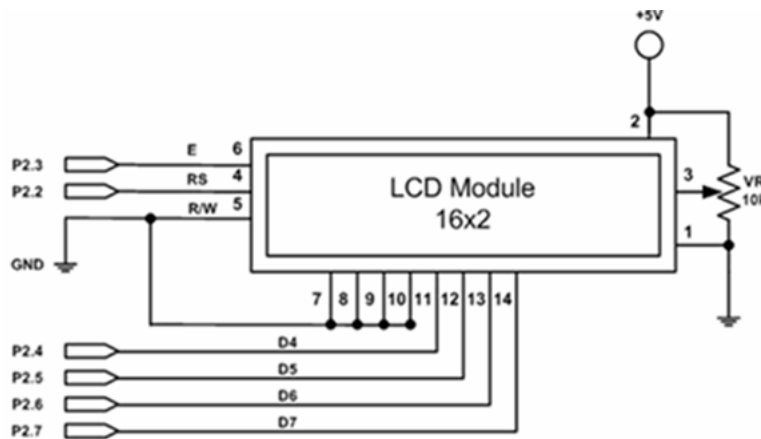 +5V
2
P2.3 E 6
P2.2 RS 4
R/W 5
LCD Module
16x2
3
VR
1
GND
7 8 9 10 11 12 13 14
P2.4 D4
P2.5 D5
P2.6 D6
P2.7 D7